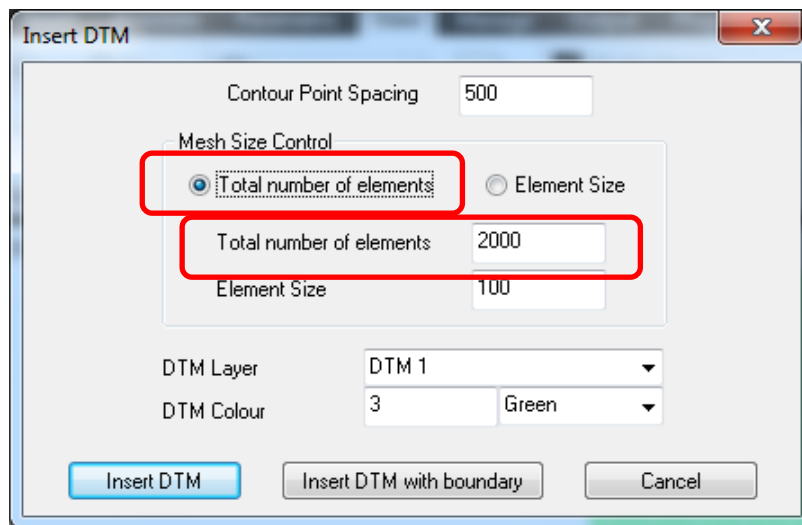 Insert DTM
Contour Point Spacing 500
Mesh Size Control
Total number of elements Element Size
Total number of elements 2000
Element Size 100
DTM Layer DTM 1
DTM Colour 3 Green
Insert DTM Insert DTM with boundary Cancel